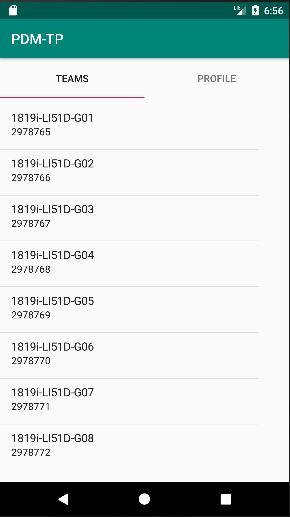 6:56
PDM-TP
TEAMS
PROFILE
1819i-LI51D-G01
2978765
1819i-LI51D-G02
2978766
1819i-LI51D-G03
2978767
1819i-LI51D-G04
2978768
1819i-LI51D-G05
2978769
1819i-LI51D-G06
2978770
1819i-LI51D-G07
2978771
1819i-LI51D-G08
2978772